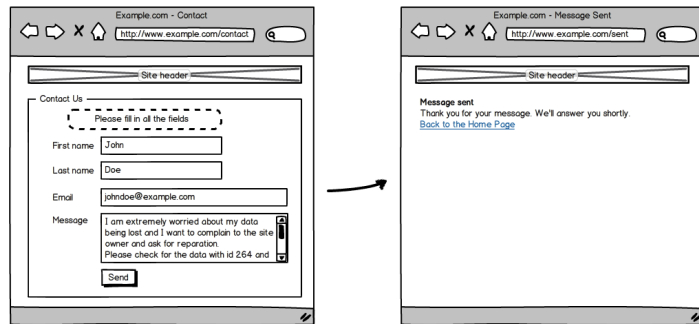 Example.com - Contact
http://www.example.com/contact
Site header
Contact Us
Please fill in all the fields
First name John
Last name Doe
Email johndoe@example.com
Message I am extremely worried about my data
being lost and I want to complain to the site
owner and ask for reparation.
Please check for the data with id 264 and
Send
Example.com - Message Sent
http://www.example.com/sent
Site header
Message sent
Thank you for your message. We'll answer you shortly.
Back to the Home Page